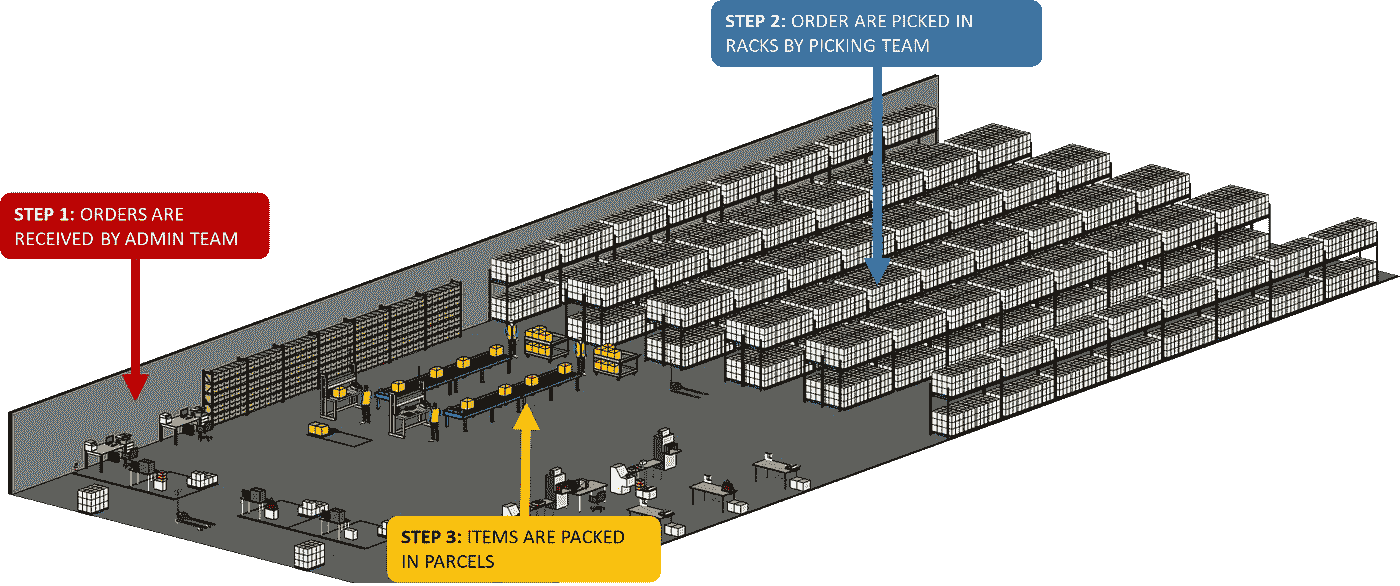 STEP 1: ORDERS ARE
RECEIVED BY ADMIN TEAM
STEP 2: ORDER ARE PICKED IN
RACKS BY PICKING TEAM
STEP 3: ITEMS ARE PACKED
IN PARCELS